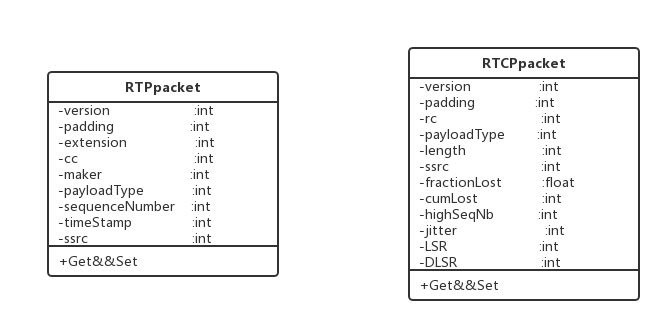 RTPpacket
-version :int
-padding :int
-extension :int
-cc :int
-maker :int
-payloadType :int
-sequenceNumber :int
-timeStamp :int
-ssrc :int
+Get&&Set
RTCPpacket
-version :int
-padding :int
-rc :int
-payloadType :int
-length :int
-ssrc :int
-fractionLost :float
-cumLost :int
-highSeqNb :int
-jitter :int
-LSR :int
-DLSR :int
+Get&&Set